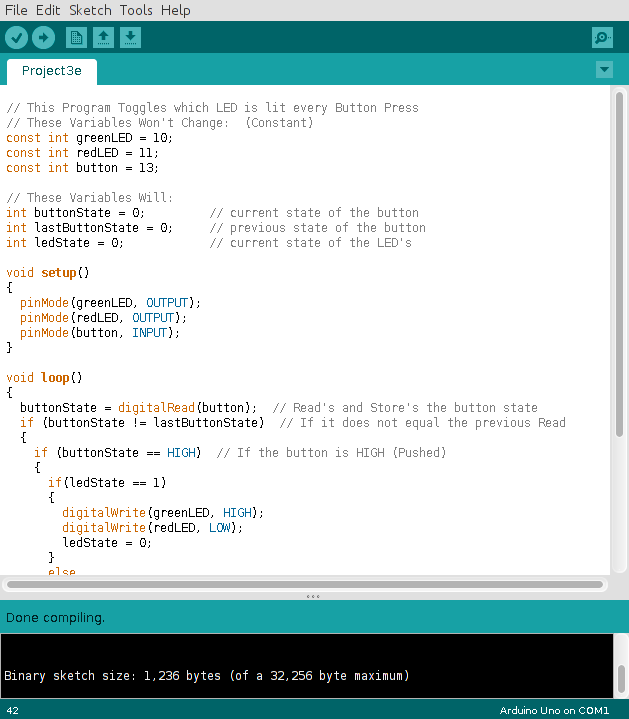 File Edit Sketch Tools Help
Project3e
// This Program Toggles which LED is lit every Button Press
// These Variables Won't Change:  (Constant)
const int greenLED = 10;
const int redLED = 11;
const int button = 13;
// These Variables Will:
int buttonState = 0;         // current state of the button
int lastButtonState = 0;     // previous state of the button
int ledState = 0;            // current state of the LED's
void setup()
{
  pinMode(greenLED, OUTPUT);
  pinMode(redLED, OUTPUT);
  pinMode(button, INPUT);
}
void loop()
{
  buttonState = digitalRead(button);  // Read's and Store's the button state
  if (buttonState != lastButtonState)  // If it does not equal the previous Read
  {
    if (buttonState == HIGH)  // If the button is HIGH (Pushed)
    {
      if(ledState == 1)
      {
        digitalWrite(greenLED, HIGH);
        digitalWrite(redLED, LOW);
        ledState = 0;
      }
      else
Done compiling.
Binary sketch size: 1,236 bytes (of a 32,256 byte maximum)
42 Arduino Uno on COM1